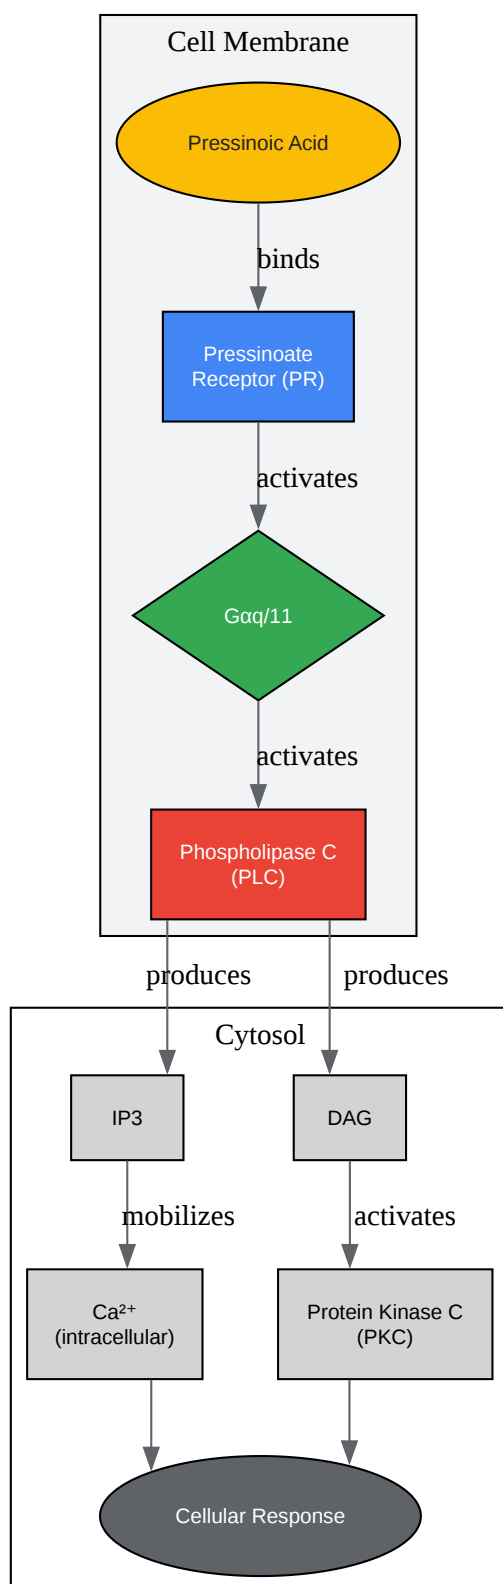 Cell Membrane
Pressinoic Acid
binds
Pressinoate
Receptor (PR)
activates
Gαq/11
activates
Phospholipase C
(PLC)
produces
produces
Cytosol
IP3
DAG
mobilizes
activates
Ca²⁺
(intracellular)
Protein Kinase C
(PKC)
Cellular Response